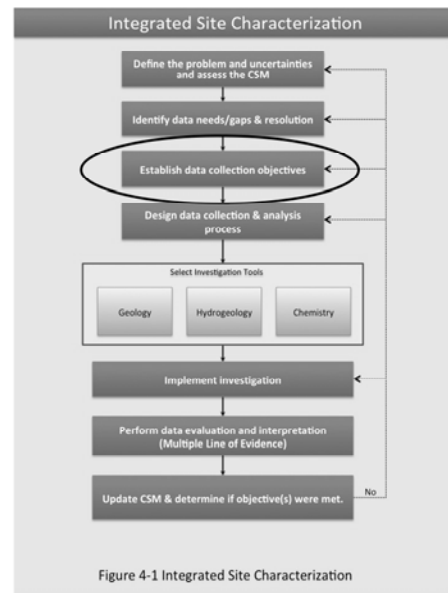 Integrated Site Characterization
Define the problem and uncertainties
and assess the CSM
Identify data needs/gaps & resolution
Establish data collection objectives
Design data collection & analysis
process
Select Investigation Tools
Geology
Hydrogeology
Chemistry
Implement investigation
Perform data evaluation and interpretation
(Multiple Line of Evidence)
Update CSM & determine if objective(s) were met.
No
Figure 4-1 Integrated Site Characterization